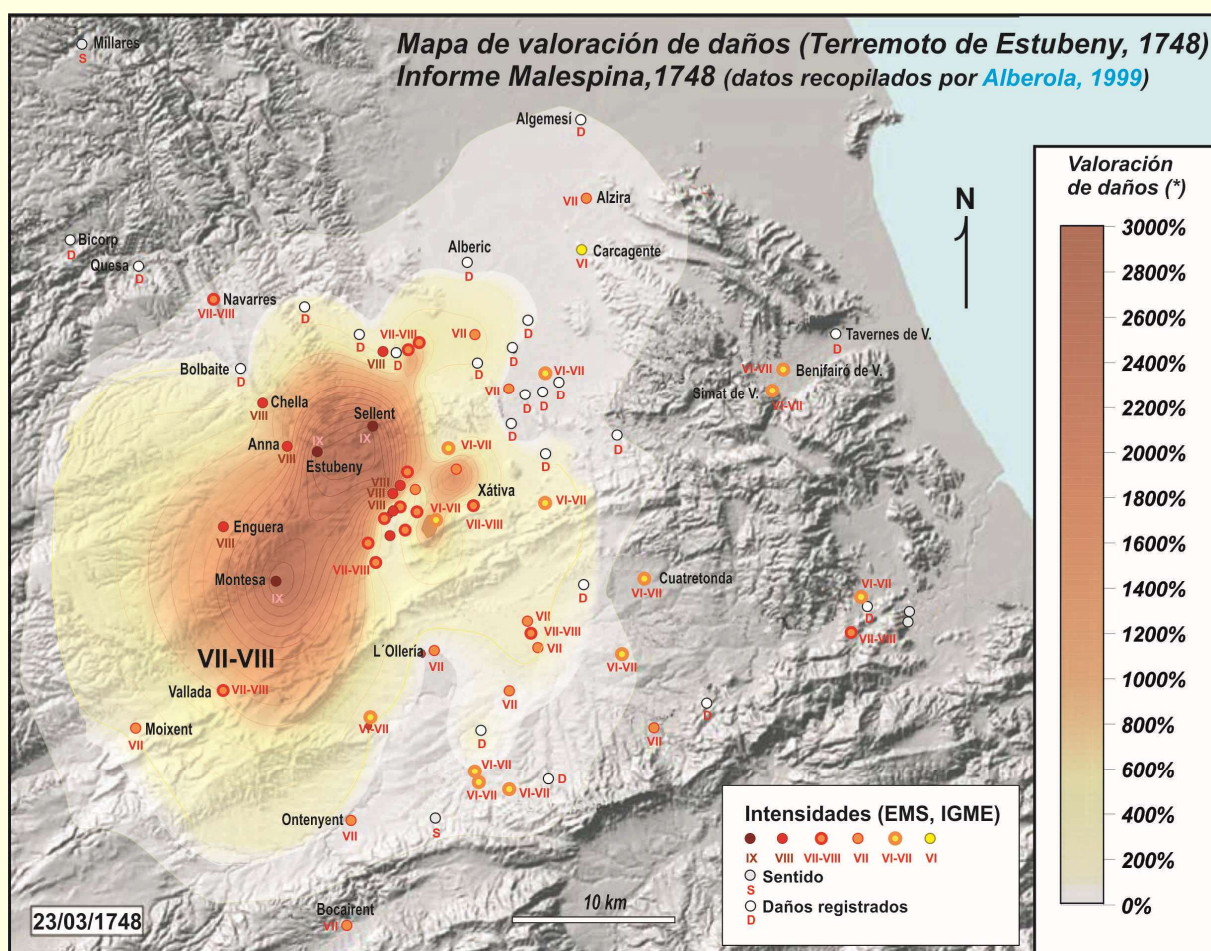 Mapa de valoración de daños (Terremoto de Estubeny, 1748)
Informe Malespina,1748 (datos recopilados por Alberola, 1999)
Millares
S
Algemesí
D
VII Alzira
N
Carcagente
VI
Bicorp
D
Quesa
D
Alberic
D
Navarres
VII-VIII
D
D
VII-VIII
VIII
D
VII
D
D
D
VI-VII
VII
D
D
D
D
D
Tavernes de V.
D
VI-VII
Benifairó de V.
Simat de V.
VI-VII
D
Bolbaite
D
Chella
VIII
Sellent
IX
IX
Anna
VIII
Estubeny
VI-VII
VIII
VIII
VIII
Xátiva
VI-VII
VII-VIII
VI-VII
Enguera
VIII
VII-VIII
Montesa
IX
D
Cuatretonda
VI-VII
VI-VII
D
VII-VIII
VII
VII-VIII
VII
L´Ollería
VII
VI-VII
VII-VIII
Vallada
VII-VIII
VII
D
Moixent
VII
VI-VII
D
VII
VI-VII
VI-VII
VI-VII
D
Ontenyent
VII
S
Bocairent
VII
23/03/1748
10 km
Intensidades (EMS, IGME)
IX VIII VII-VIII VII VI-VII VI
Sentido
S
Daños registrados
D
Valoración
de daños (*)
3000%
2800%
2600%
2400%
2200%
2000%
1800%
1600%
1400%
1200%
1000%
800%
600%
400%
200%
0%